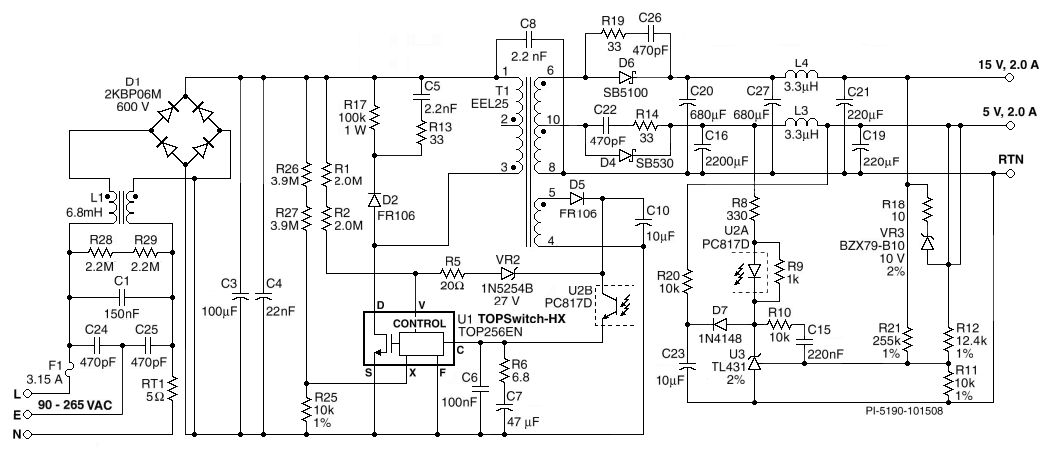 C8
2.2 nF
R19
33
C26
470pF
D6
SB5100
L4
3.3µH
15 V, 2.0 A
D1
2KBP06M
600 V
1
T1
EEL25
2
3
6
10
8
5
4
R17
100k
1 W
C5
2.2nF
R13
33
C22
470pF
R14
33
D4
SB530
C20
680µF
C27
680µF
C21
220µF
L3
3.3µH
5 V, 2.0 A
C16
2200µF
C19
220µF
RTN
L1
6.8mH
R26
3.9M
R1
2.0M
R27
3.9M
R2
2.0M
D2
FR106
D5
FR106
C10
10µF
R8
330
U2A
PC817D
R9
1k
R18
10
VR3
BZX79-B10
10 V
2%
R28
2.2M
R29
2.2M
C1
150nF
C3
100µF
C4
22nF
R5
20Ω
VR2
1N5254B
27 V
U2B
PC817D
R20
10k
D7
1N4148
R10
10k
C15
220nF
R21
255k
1%
R12
12.4k
1%
C24
470pF
C25
470pF
D
V
CONTROL
C
S
X
F
U1 TOPSwitch-HX
TOP256EN
F1
3.15 A
RT1
5Ω
L
E
90 - 265 VAC
N
R25
10k
1%
C6
100nF
R6
6.8
C7
47 µF
C23
10µF
U3
TL431
2%
R11
10k
1%
PI-5190-101508